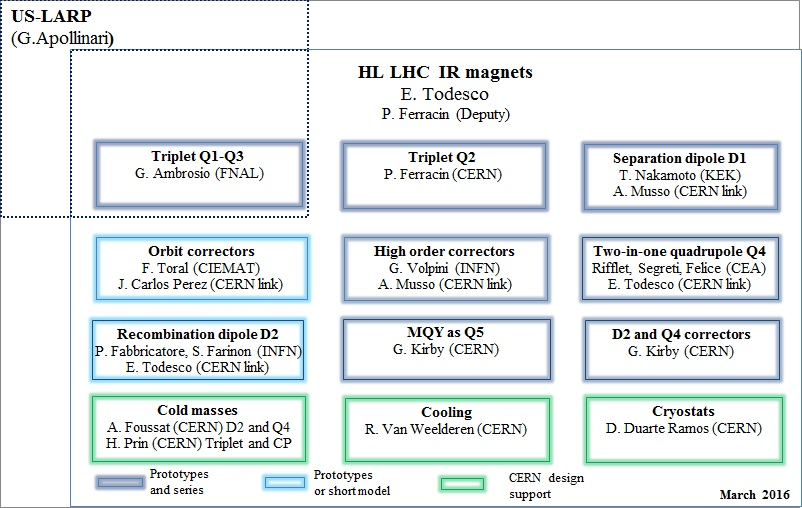 US-LARP
(G.Apollinari)
HL LHC IR magnets
E. Todesco
P. Ferracin (Deputy)
Triplet Q1-Q3
G. Ambrosio (FNAL)
Triplet Q2
P. Ferracin (CERN)
Separation dipole D1
T. Nakamoto (KEK)
A. Musso (CERN link)
Orbit correctors
F. Toral (CIEMAT)
J. Carlos Perez (CERN link)
High order correctors
G. Volpini (INFN)
A. Musso (CERN link)
Two-in-one quadrupole Q4
Rifflet, Segreti, Felice (CEA)
E. Todesco (CERN link)
Recombination dipole D2
P. Fabbricatore, S. Farinon (INFN)
E. Todesco (CERN link)
MQY as Q5
G. Kirby (CERN)
D2 and Q4 correctors
G. Kirby (CERN)
Cold masses
A. Foussat (CERN) D2 and Q4
H. Prin (CERN) Triplet and CP
Cooling
R. Van Weelderen (CERN)
Cryostats
D. Duarte Ramos (CERN)
Prototypes
and series
Prototypes
or short model
CERN design
support
March 2016